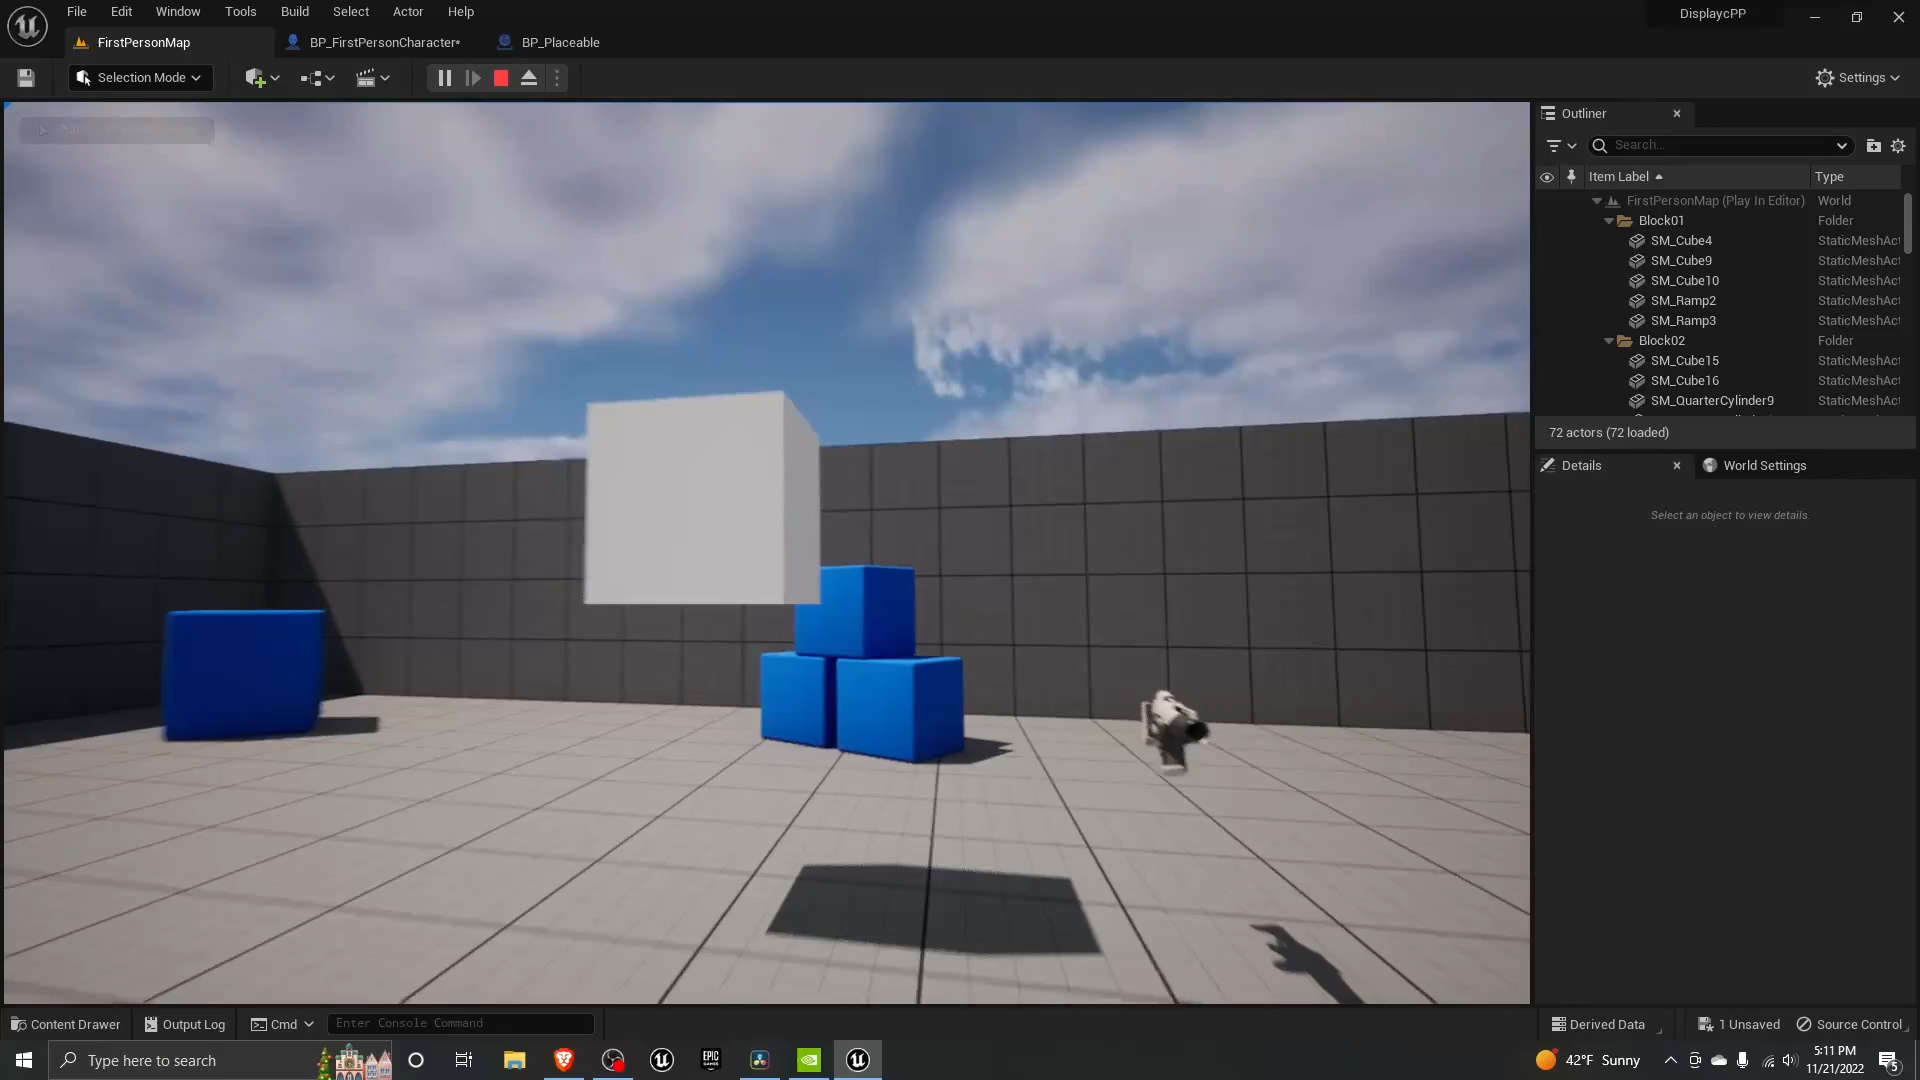 File Edit Window Tools Build Select Actor Help
DisplaycPP
FirstPersonMap
BP_FirstPersonCharacter*
BP_Placeable
Selection Mode
Settings
Outliner
Search...
Item Label
Type
FirstPersonMap (Play In Editor) World
Block01 Folder
SM_Cube4 StaticMeshAct
SM_Cube9 StaticMeshAct
SM_Cube10 StaticMeshAct
SM_Ramp2 StaticMeshAct
SM_Ramp3 StaticMeshAct
Block02 Folder
SM_Cube15 StaticMeshAct
SM_Cube16 StaticMeshAct
SM_QuarterCylinder9 StaticMeshAct
72 actors (72 loaded)
Details
World Settings
Select an object to view details.
Content Drawer
Output Log
Cmd
Enter Console Command
Derived Data
1 Unsaved
Source Control
Type here to search
EPIC
GAMES
42°F Sunny
5:11 PM
11/21/2022
5